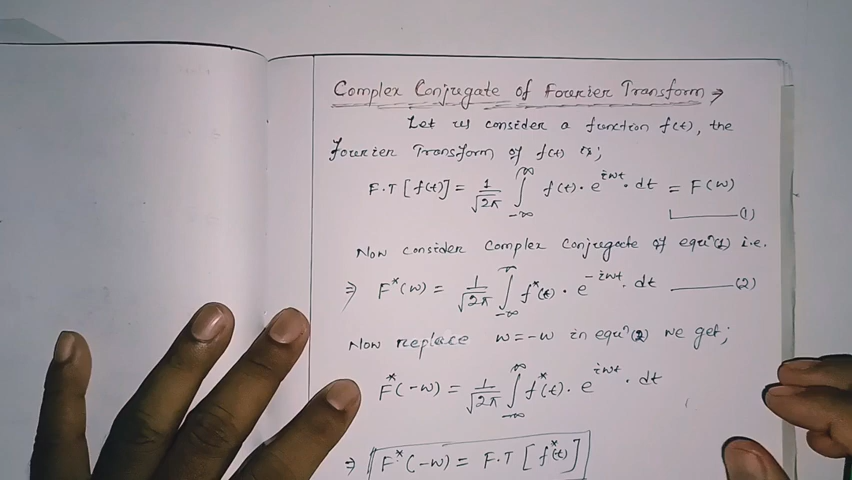 Complex Conjugate of Fourier Transform →
Let us consider a function f(t), the
Fourier Transform of f(t) is;
F.T [f(t)] = 1/√2π ∫_{-∞}^{∞} f(t) · e^{iwt} · dt = F(w)
(1)
Now consider complex conjugate of equⁿ(1) i.e.
⇒ F*(w) = 1/√2π ∫_{-∞}^{∞} f*(t) · e^{-iwt} · dt (2)
Now replace w=-w in equⁿ(2) we get;
F*(-w) = 1/√2π ∫_{-∞}^{∞} f*(t) · e^{iwt} · dt
⇒ F*(-w) = F.T [f*(t)]